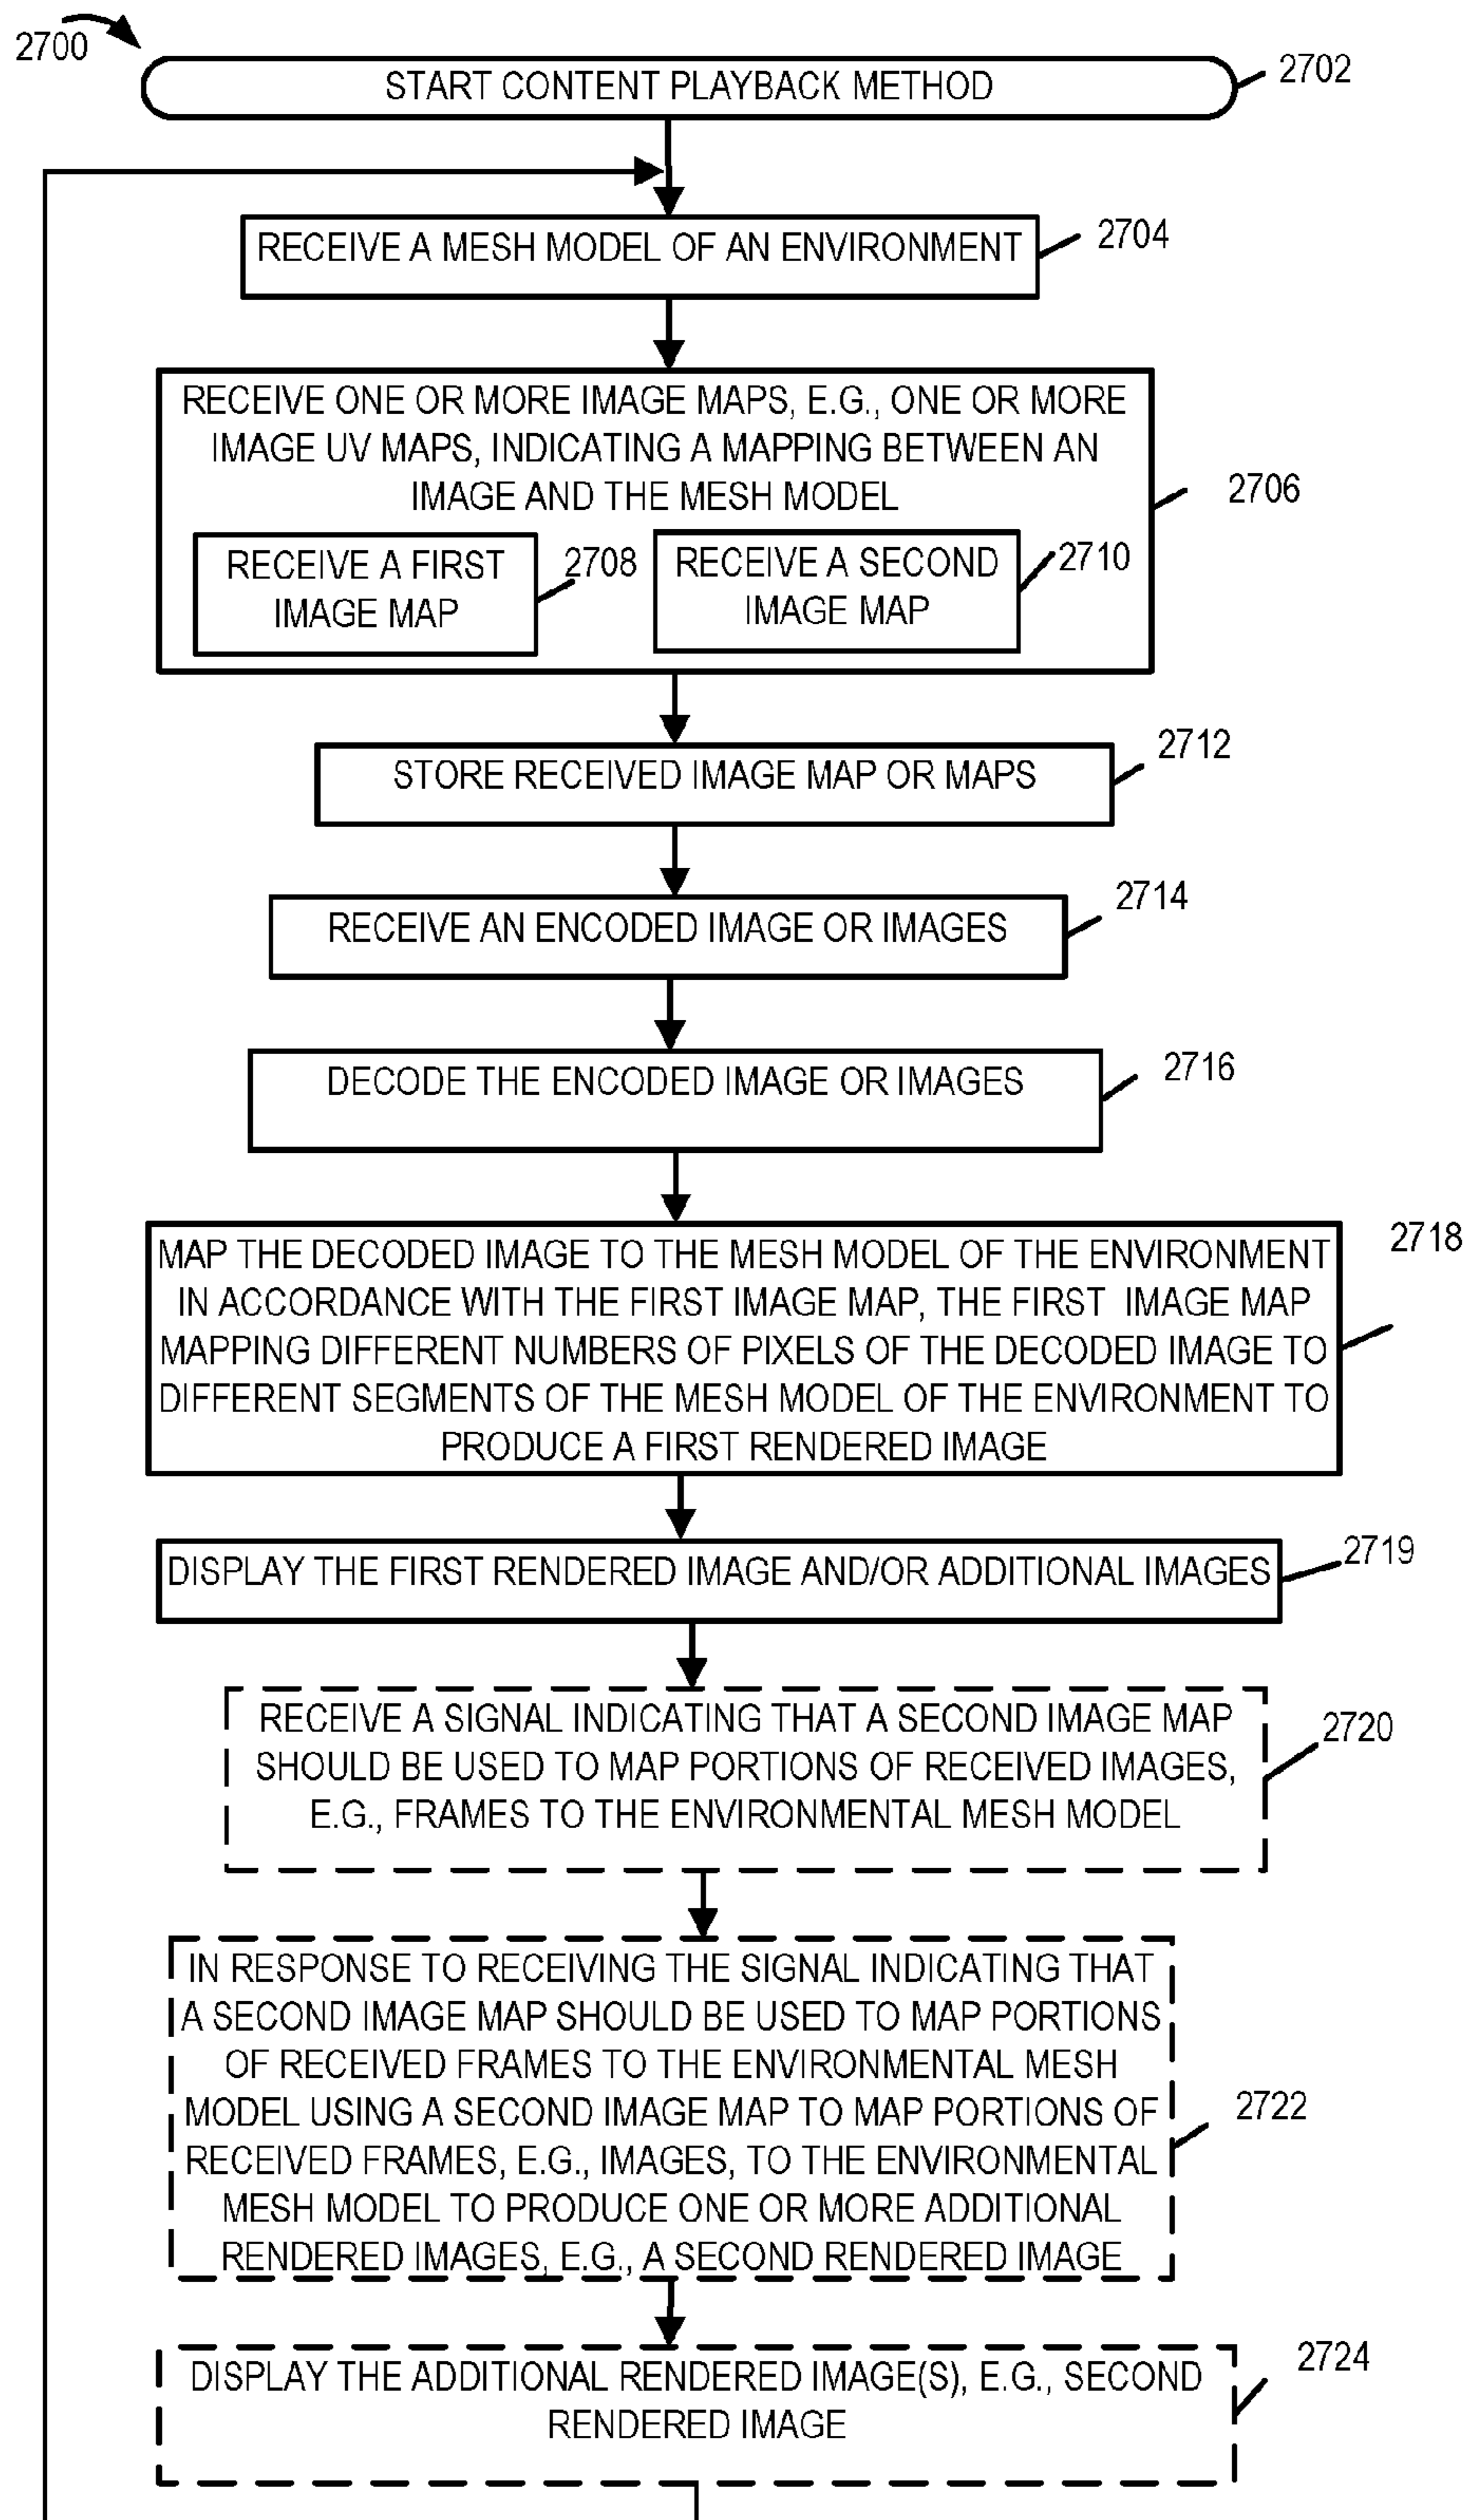 2700
START CONTENT PLAYBACK METHOD
2702
RECEIVE A MESH MODEL OF AN ENVIRONMENT
2704
RECEIVE ONE OR MORE IMAGE MAPS, E.G., ONE OR MORE
IMAGE UV MAPS, INDICATING A MAPPING BETWEEN AN
IMAGE AND THE MESH MODEL
2706
RECEIVE A FIRST
IMAGE MAP
2708
RECEIVE A SECOND
IMAGE MAP
2710
STORE RECEIVED IMAGE MAP OR MAPS
2712
RECEIVE AN ENCODED IMAGE OR IMAGES
2714
DECODE THE ENCODED IMAGE OR IMAGES
2716
MAP THE DECODED IMAGE TO THE MESH MODEL OF THE ENVIRONMENT
IN ACCORDANCE WITH THE FIRST IMAGE MAP, THE FIRST IMAGE MAP
MAPPING DIFFERENT NUMBERS OF PIXELS OF THE DECODED IMAGE TO
DIFFERENT SEGMENTS OF THE MESH MODEL OF THE ENVIRONMENT TO
PRODUCE A FIRST RENDERED IMAGE
2718
DISPLAY THE FIRST RENDERED IMAGE AND/OR ADDITIONAL IMAGES
2719
RECEIVE A SIGNAL INDICATING THAT A SECOND IMAGE MAP
SHOULD BE USED TO MAP PORTIONS OF RECEIVED IMAGES,
E.G., FRAMES TO THE ENVIRONMENTAL MESH MODEL
2720
IN RESPONSE TO RECEIVING THE SIGNAL INDICATING THAT
A SECOND IMAGE MAP SHOULD BE USED TO MAP PORTIONS
OF RECEIVED FRAMES TO THE ENVIRONMENTAL MESH
MODEL USING A SECOND IMAGE MAP TO MAP PORTIONS OF
RECEIVED FRAMES, E.G., IMAGES, TO THE ENVIRONMENTAL
MESH MODEL TO PRODUCE ONE OR MORE ADDITIONAL
RENDERED IMAGES, E.G., A SECOND RENDERED IMAGE
2722
DISPLAY THE ADDITIONAL RENDERED IMAGE(S), E.G., SECOND
RENDERED IMAGE
2724